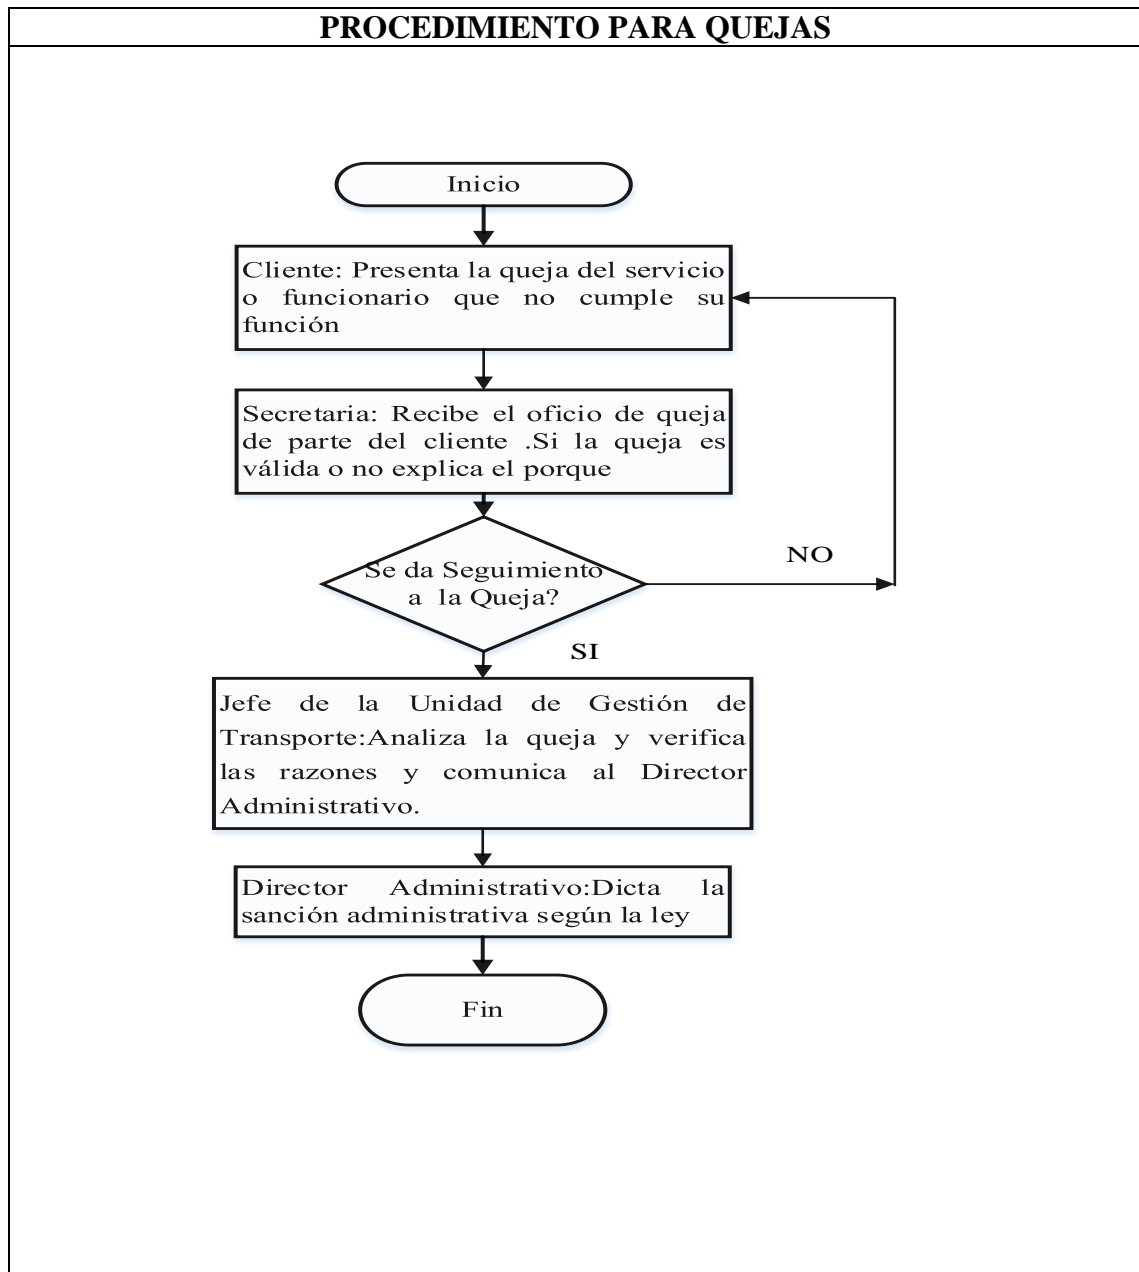 PROCEDIMIENTO PARA QUEJAS
Inicio
Cliente: Presenta la queja del servicio
o funcionario que no cumple su
función
Secretaria: Recibe el oficio de queja
de parte del cliente .Si la queja es
válida o no explica el porque
Se da Seguimiento
a la Queja?
NO
SI
Jefe de la Unidad de Gestión de
Transporte:Analiza la queja y verifica
las razones y comunica al Director
Administrativo.
Director Administrativo:Dicta la
sanción administrativa según la ley
Fin